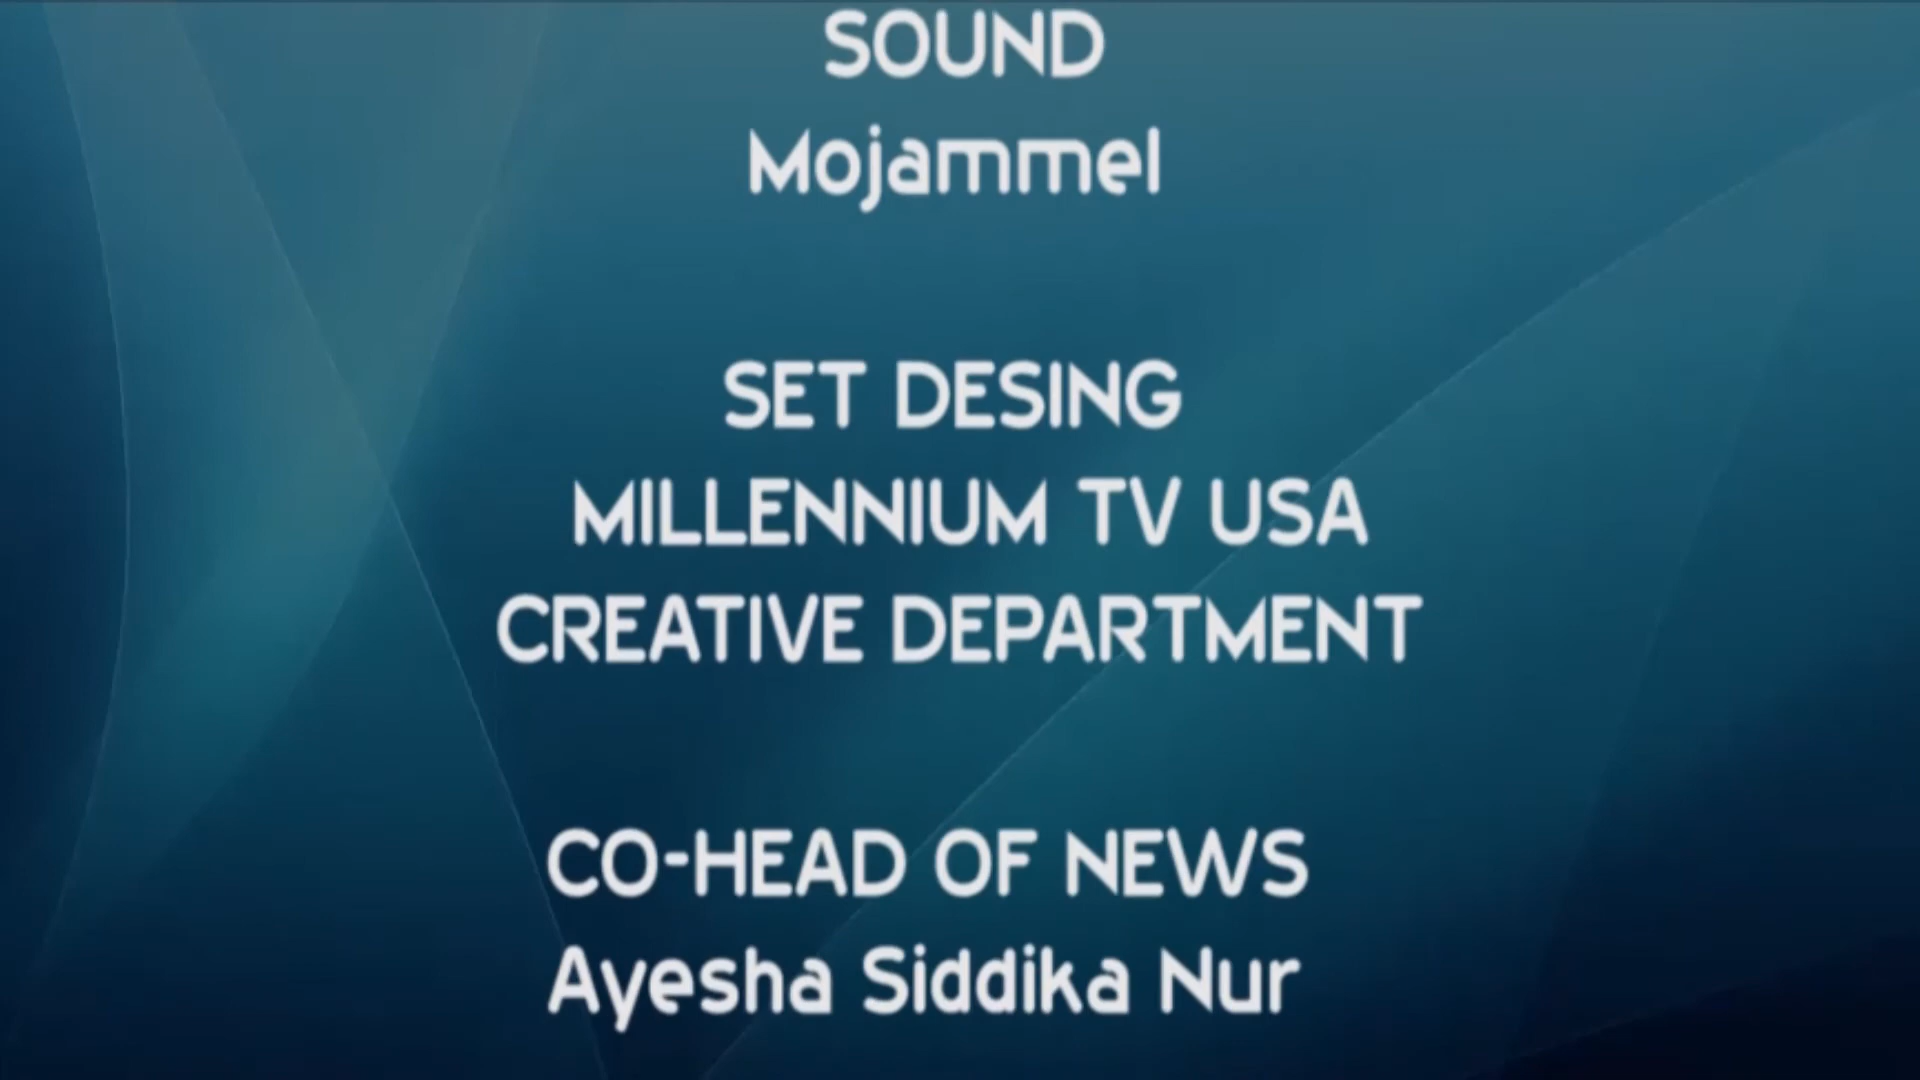 SOUND
Mojammel
SET DESING
MILLENNIUM TV USA
CREATIVE DEPARTMENT
CO-HEAD OF NEWS
Ayesha Siddika Nur